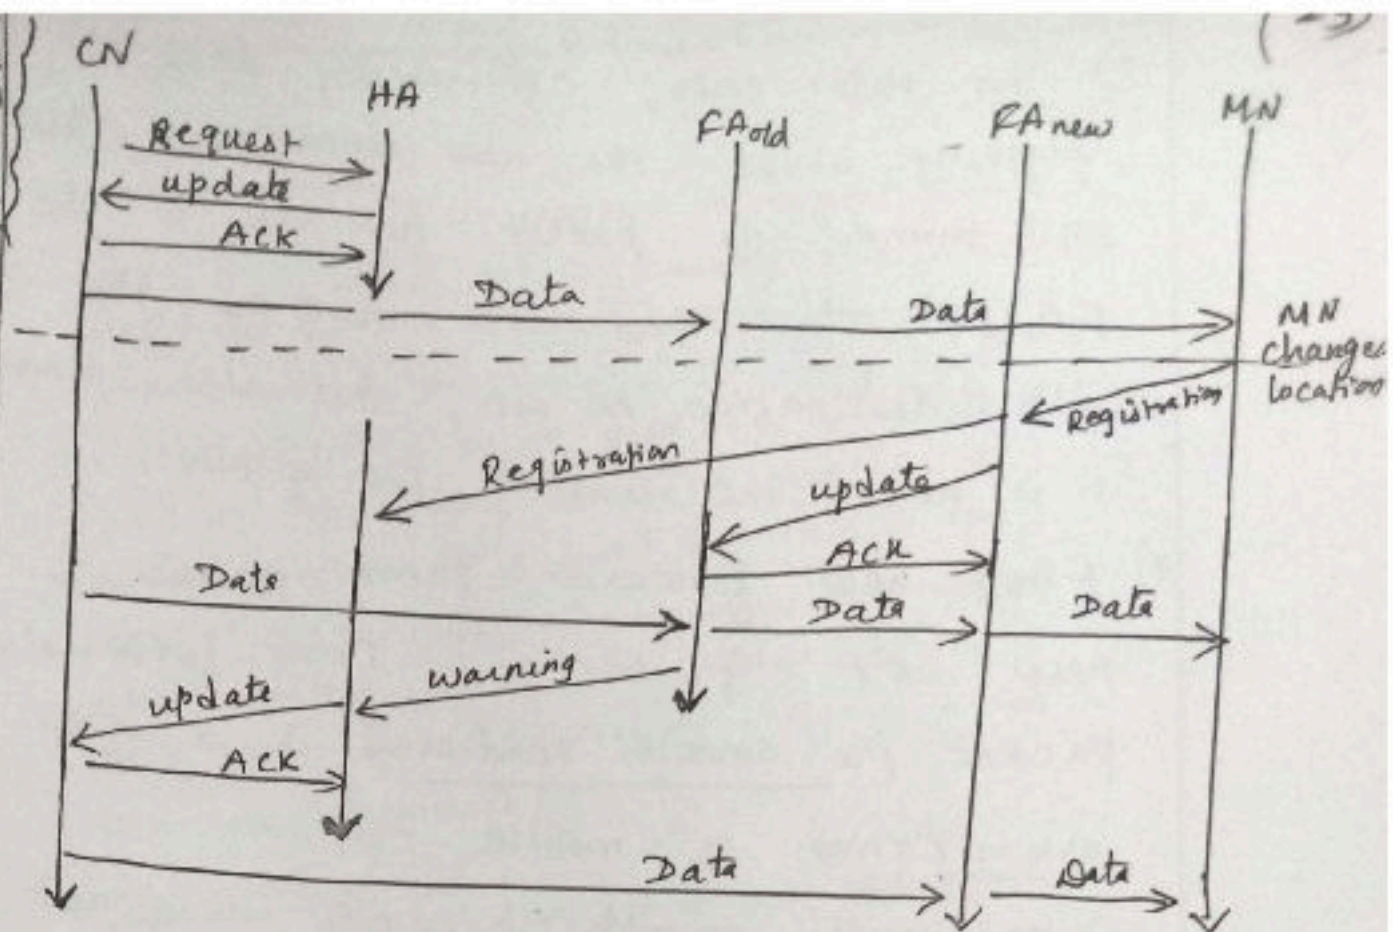 CN
HA
FAold
FAnew
MN
Request
update
ACK
Data
Data
MN
changes
location
Registration
Registration
update
ACK
Data
Data
Data
warning
update
ACK
Data
Data